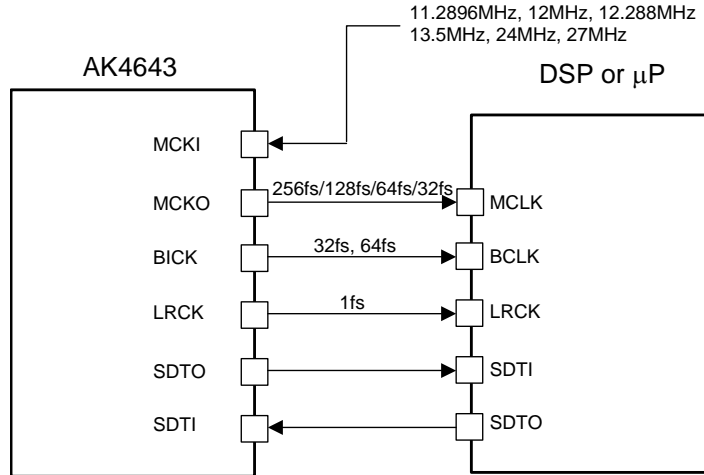 11.2896MHz, 12MHz, 12.288MHz
13.5MHz, 24MHz, 27MHz
AK4643
DSP or μP
MCKI
MCKO
256fs/128fs/64fs/32fs
MCLK
BICK
32fs, 64fs
BCLK
LRCK
1fs
LRCK
SDTO
SDTI
SDTI
SDTO